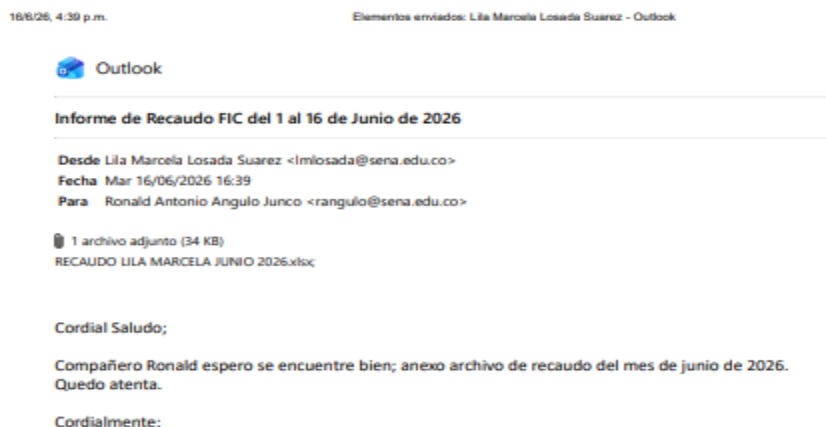 16/6/26, 4:39 p.m. Elementos enviados: Lila Marcela Losada Suarez - Outlook
Outlook
Informe de Recaudo FIC del 1 al 16 de Junio de 2026
Desde Lila Marcela Losada Suarez <lmlosada@sena.edu.co>
Fecha Mar 16/06/2026 16:39
Para Ronald Antonio Angulo Junco <rangulo@sena.edu.co>
1 archivo adjunto (34 KB)
RECAUDO LILA MARCELA JUNIO 2026.xlsx;
Cordial Saludo;
Compañero Ronald espero se encuentre bien; anexo archivo de recaudo del mes de junio de 2026.
Quedo atenta.
Cordialmente: